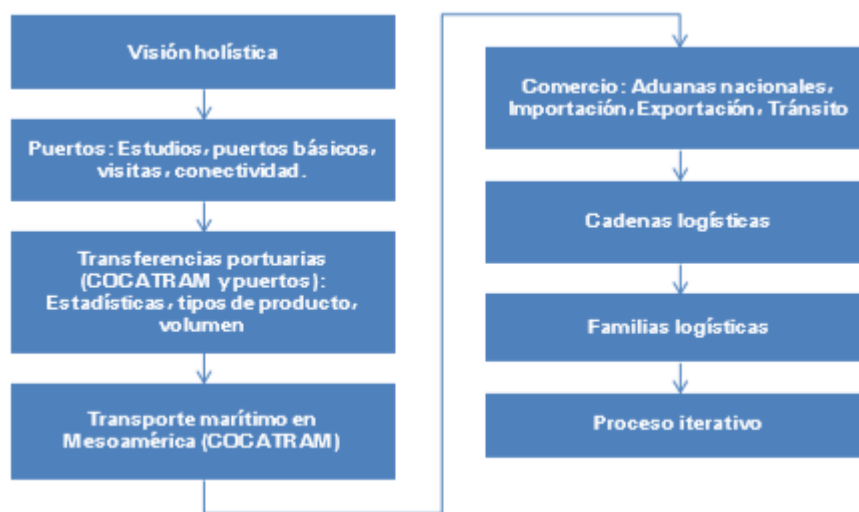 Visión holística
Puertos: Estudios, puertos básicos,
visitas, conectividad.
Transferencias portuarias
(COCATRAM y puertos):
Estadísticas, tipos de producto,
volumen
Transporte marítimo en
Mesoamérica (COCATRAM)
Comercio: Aduanas nacionales,
Importación, Exportación, Tránsito
Cadenas logísticas
Familias logísticas
Proceso iterativo